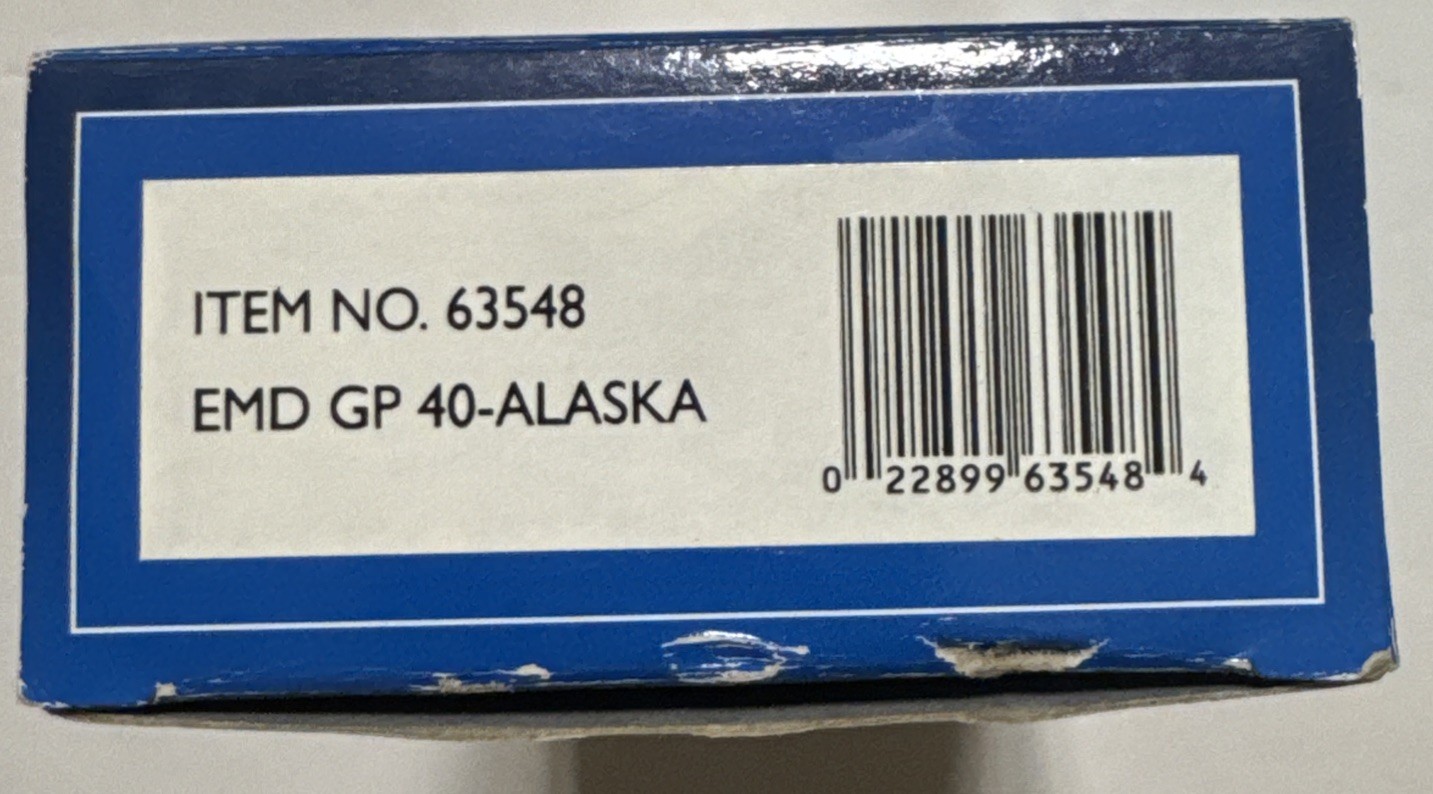 ITEM NO. 63548
EMD GP 40-ALASKA
0 22899 63548 4